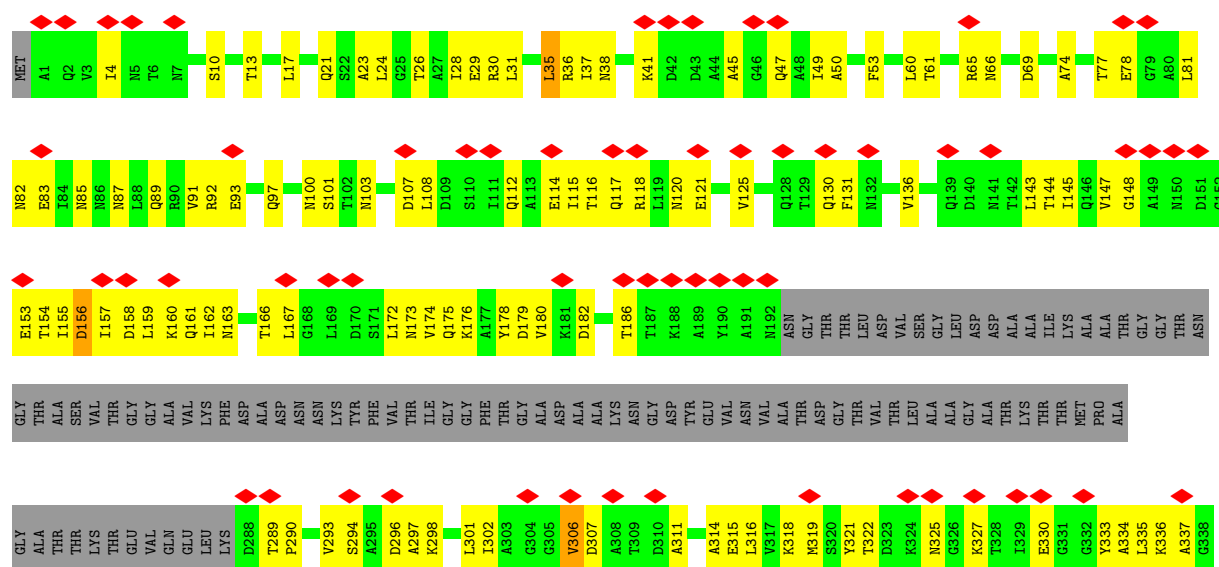 MET A1 Q2 V3 I4 N5 T6 N7 S10 T13 L17 Q21 S22 A23 L24 G25 T26 A27 I28 E29 R30 L31 L35 R36 I37 N38 K41 D42 D43 A44 A45 G46 Q47 A48 I49 A50 F53 L60 T61 R65 N66 D69 A74 T77 E78 G79 A80 L81
N82 E83 I84 N85 N86 N87 L88 Q89 R90 V91 R92 E93 Q97 N100 S101 T102 N103 D107 L108 D109 S110 I111 Q112 A113 E114 I115 T116 Q117 R118 L119 N120 E121 V125 Q128 T129 Q130 F131 N132 V136 Q139 D140 N141 T142 L143 T144 I145 Q146 V147 G148 A149 N150 D151 G152
E153 T154 I155 D156 I157 D158 L159 K160 Q161 I162 N163 T166 L167 G168 L169 D170 S171 L172 N173 V174 Q175 K176 A177 Y178 D179 V180 K181 D182 T186 T187 K188 A189 Y190 A191 N192 ASN GLY THR THR LEU ASP VAL SER GLY LEU ASP ASP ALA ALA ILE LYS ALA ALA THR GLY GLY THR ASN
GLY THR ALA SER VAL THR GLY GLY ALA VAL LYS PHE ASP ALA ASP ASN ASN LYS TYR PHE VAL THR ILE GLY GLY PHE THR GLY ALA ASP ALA ALA LYS ASN GLY ASP TYR GLU VAL ASN VAL ALA THR ASP GLY THR VAL THR LEU ALA ALA GLY ALA THR LYS THR THR MET PRO ALA
GLY ALA THR THR LYS THR GLU VAL GLN GLU LEU LYS D288 T289 P290 V293 S294 A295 D296 A297 K298 L301 I302 A303 G304 G305 V306 D307 A308 T309 D310 A311 A314 E315 L316 V317 K318 M319 S320 Y321 T322 D323 K324 N325 G326 K327 T328 I329 E330 G331 G332 Y333 A334 L335 K336 A337 G338